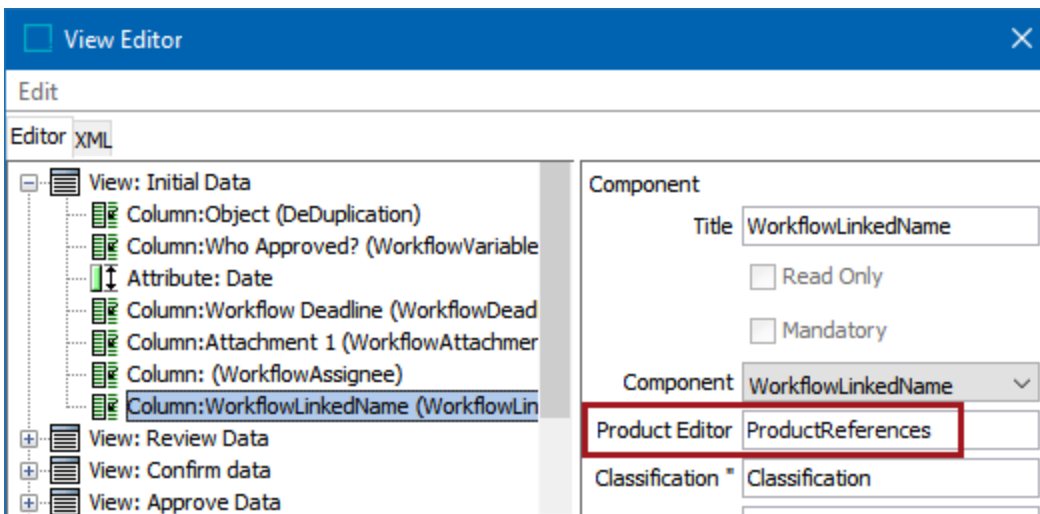 View Editor
Edit
Editor XML
View: Initial Data
Column:Object (DeDuplication)
Column:Who Approved? (WorkflowVariable
Attribute: Date
Column:Workflow Deadline (WorkflowDeadl
Column:Attachment 1 (WorkflowAttachmer
Column: (WorkflowAssignee)
Column:WorkflowLinkedName (WorkflowLin
View: Review Data
View: Confirm data
View: Approve Data
Component
Title WorkflowLinkedName
Read Only
Mandatory
Component WorkflowLinkedName
Product Editor ProductReferences
Classification " Classification